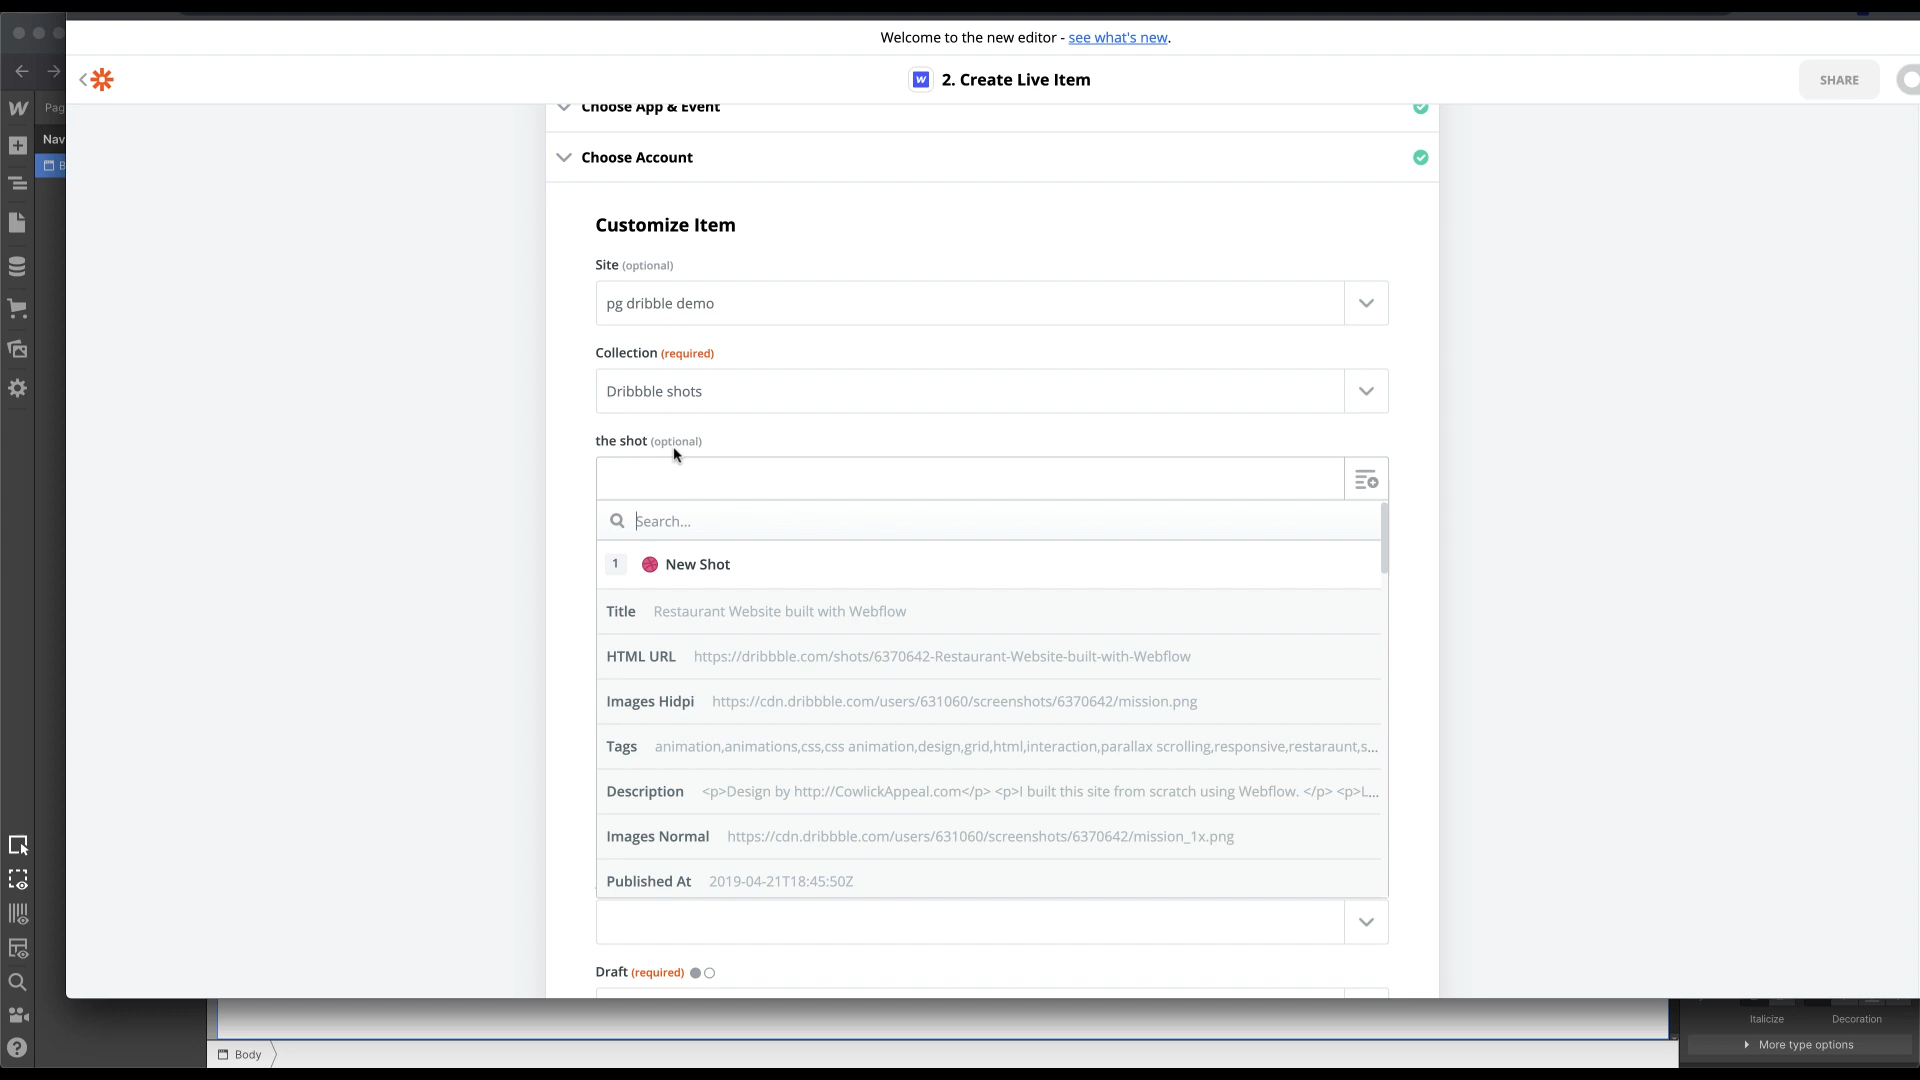 Welcome to the new editor - see what's new.
2. Create Live Item
SHARE
Pag
Nav
B
Choose App & Event
Choose Account
Customize Item
Site (optional)
pg dribble demo
Collection (required)
Dribbble shots
the shot (optional)
Search...
1 New Shot
Title Restaurant Website built with Webflow
HTML URL https://dribbble.com/shots/6370642-Restaurant-Website-built-with-Webflow
Images Hidpi https://cdn.dribbble.com/users/631060/screenshots/6370642/mission.png
Tags animation,animations,css,css animation,design,grid,html,interaction,parallax scrolling,responsive,restaraunt,s...
Description <p>Design by http://CowlickAppeal.com</p> <p>I built this site from scratch using Webflow. </p> <p>L...
Images Normal https://cdn.dribbble.com/users/631060/screenshots/6370642/mission_1x.png
Published At 2019-04-21T18:45:50Z
Draft (required)
Italicize Decoration
More type options
Body